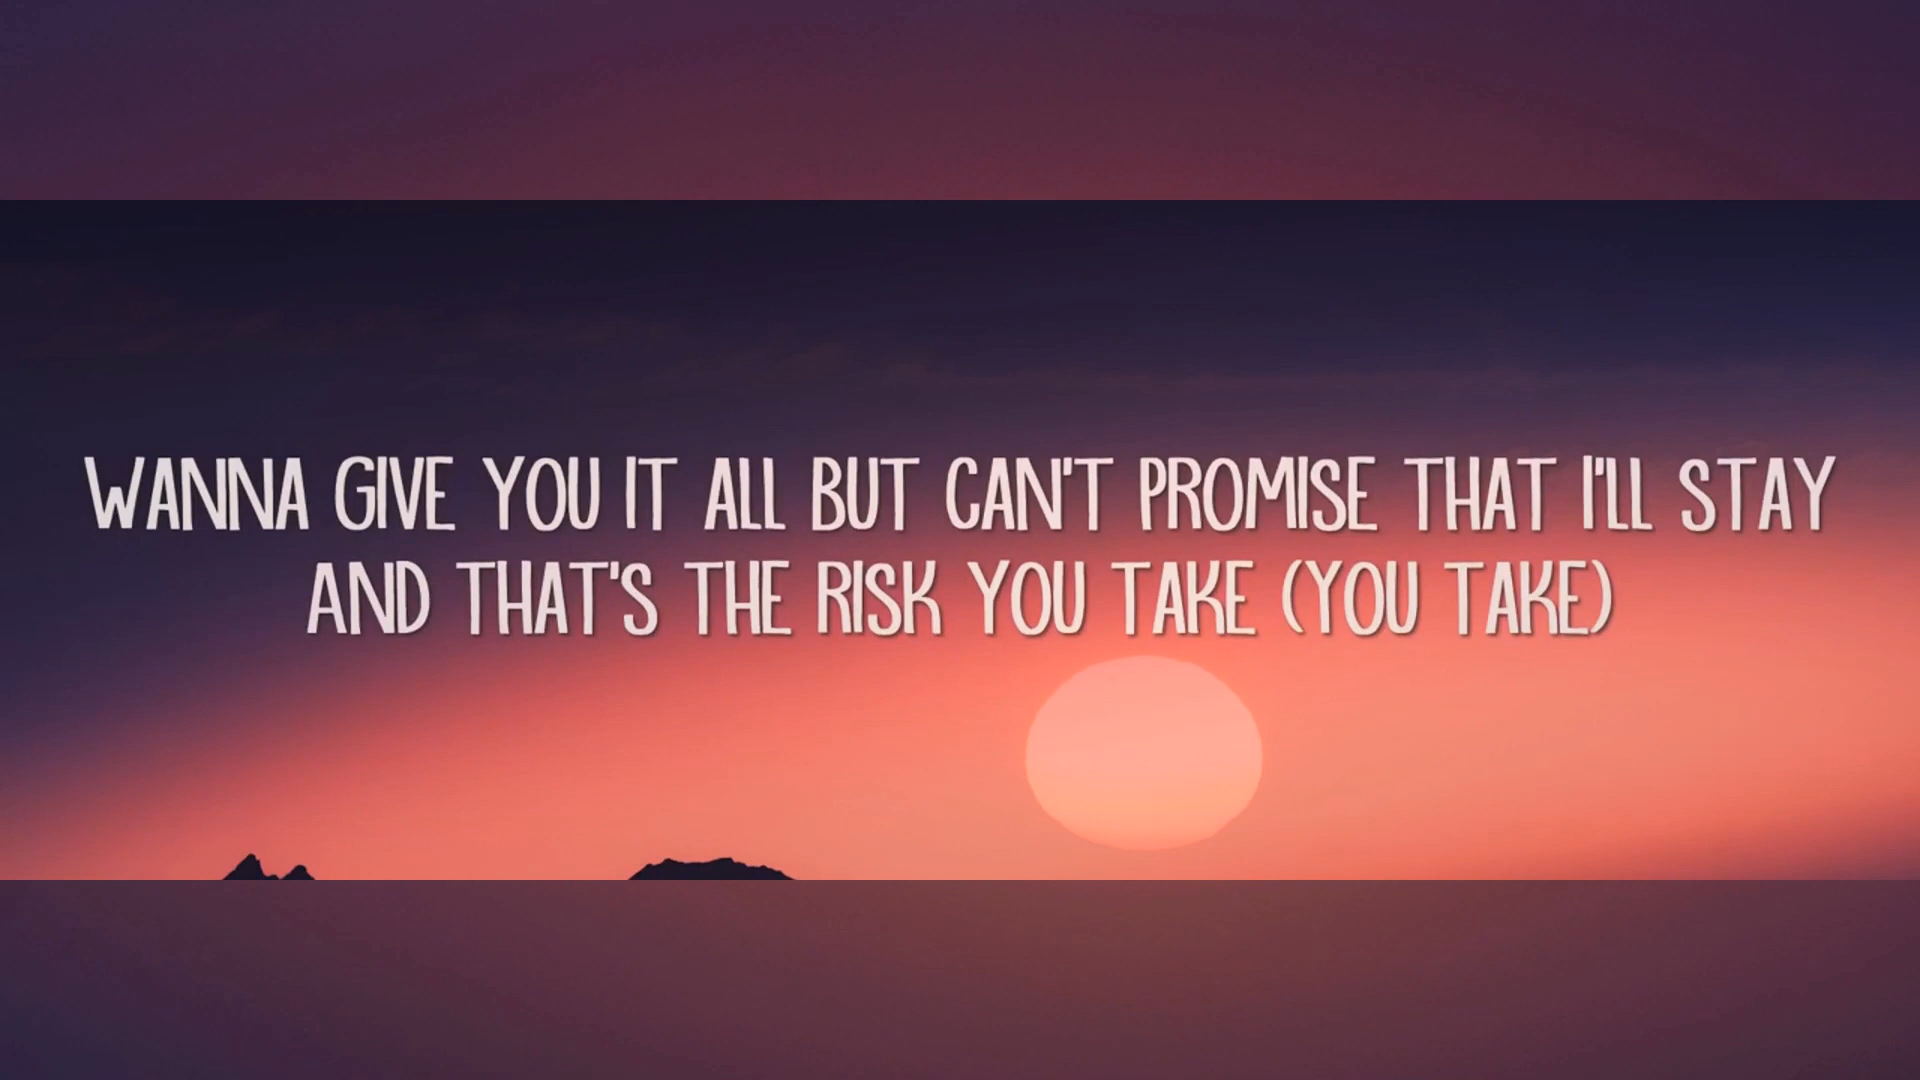 WANNA GIVE YOU IT ALL BUT CAN'T PROMISE THAT I'LL STAY
AND THAT'S THE RISK YOU TAKE (YOU TAKE)